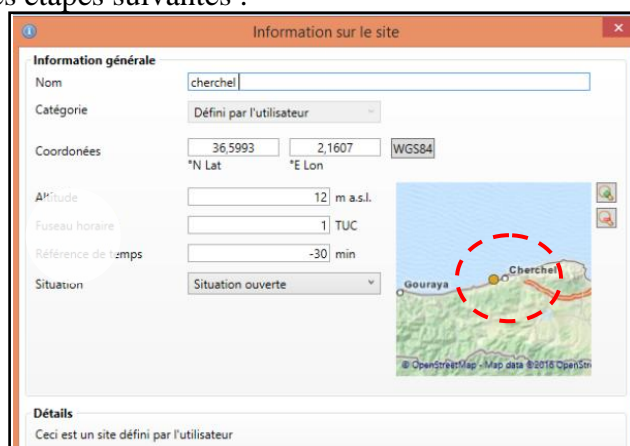 es étapes suivantes :
Information sur le site
Information générale
Nom cherchel
Catégorie Défini par l'utilisateur
Coordonées 36,5993 2,1607 WGS84
°N Lat °E Lon
Altitude 12 m a.s.l.
Fuseau horaire 1 TUC
Référence de temps -30 min
Situation Situation ouverte
Cherchel
Gouraya
© OpenStreetMap - Map data ©2016 OpenStr
Détails
Ceci est un site défini par l'utilisateur